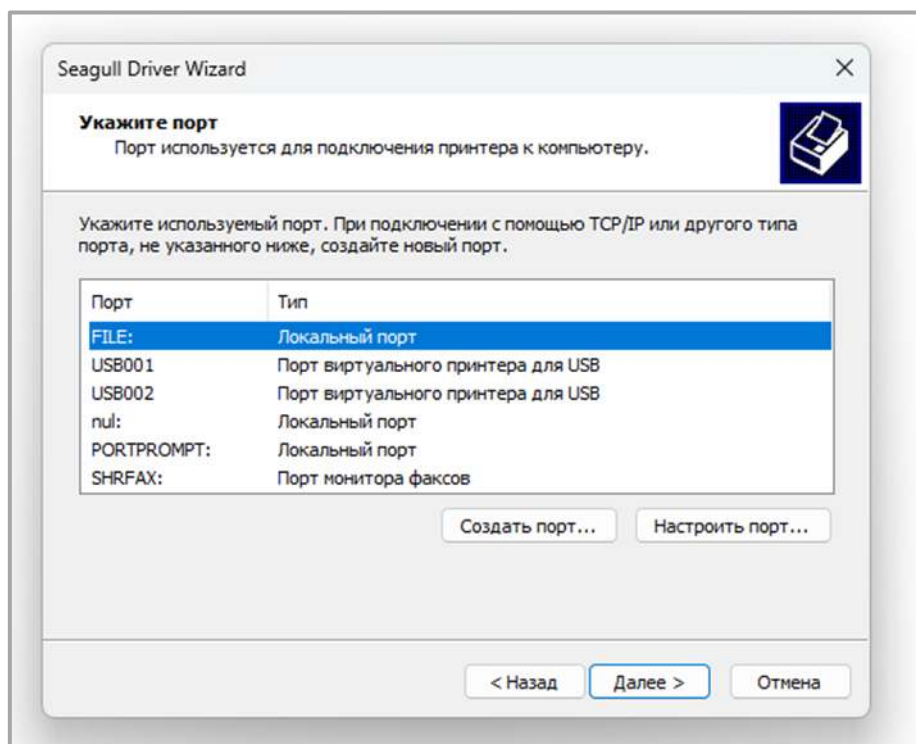 Seagull Driver Wizard
Укажите порт
Порт используется для подключения принтера к компьютеру.
Укажите используемый порт. При подключении с помощью TCP/IP или другого типа
порта, не указанного ниже, создайте новый порт.
Порт Тип
FILE: Локальный порт
USB001 Порт виртуального принтера для USB
USB002 Порт виртуального принтера для USB
nul: Локальный порт
PORTPROMPT: Локальный порт
SHRFAX: Порт монитора факсов
Создать порт... Настроить порт...
< Назад Далее > Отмена